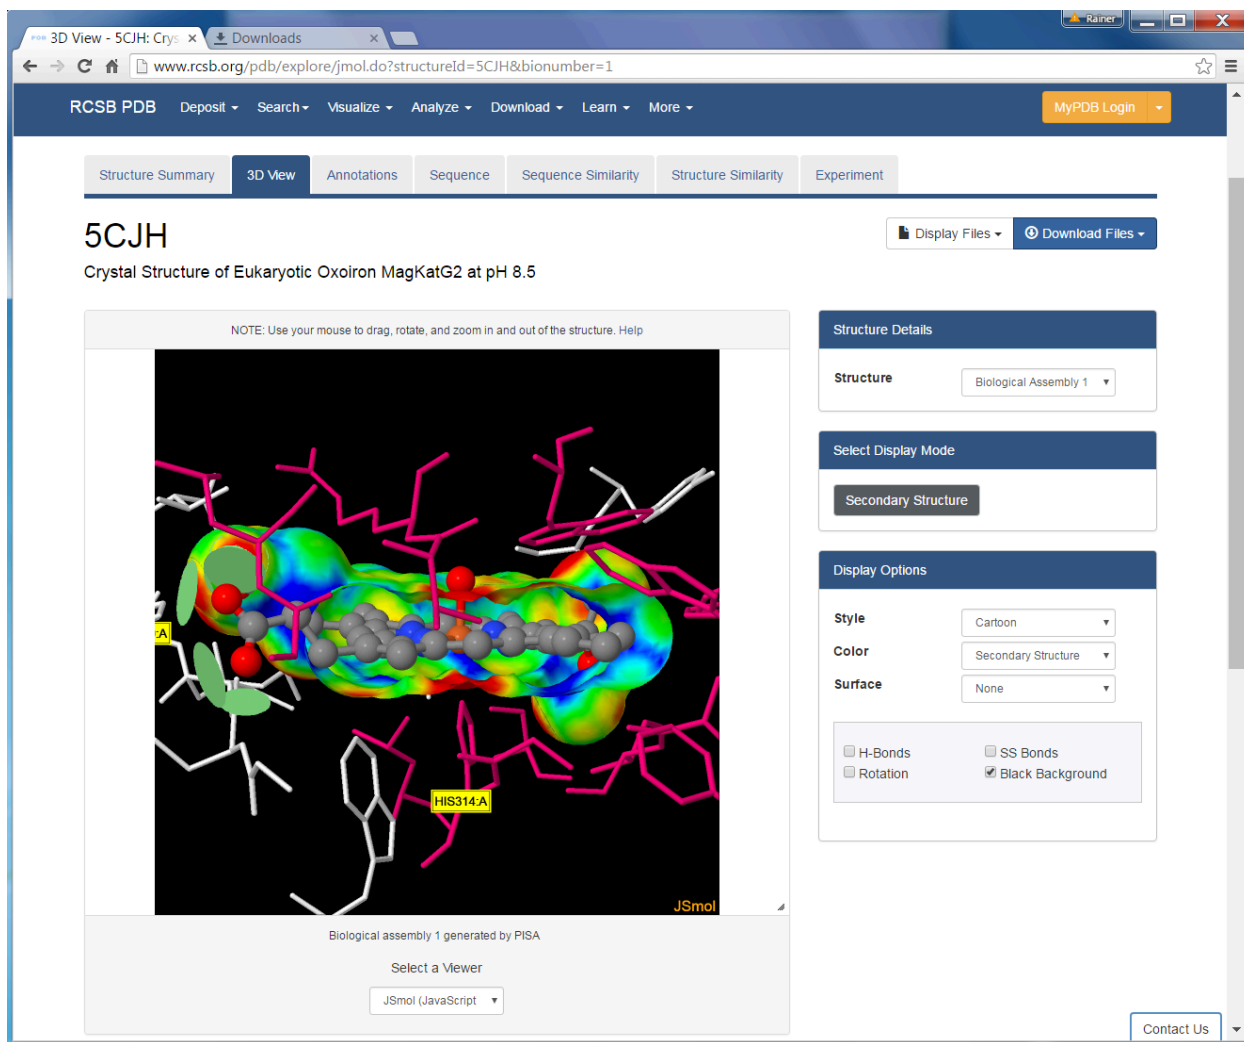 Rainer
3D View - 5CJH: Crys
Downloads
www.rcsb.org/pdb/explore/jmol.do?structureId=5CJH&bionumber=1
RCSB PDB Deposit Search Visualize Analyze Download Learn More MyPDB Login
Structure Summary 3D View Annotations Sequence Sequence Similarity Structure Similarity Experiment
5CJH
Display Files Download Files
Crystal Structure of Eukaryotic Oxoiron MagKatG2 at pH 8.5
NOTE: Use your mouse to drag, rotate, and zoom in and out of the structure. Help
:A
HIS314:A
JSmol
Biological assembly 1 generated by PISA
Select a Viewer
JSmol (JavaScript
Structure Details
Structure Biological Assembly 1
Select Display Mode
Secondary Structure
Display Options
Style Cartoon
Color Secondary Structure
Surface None
H-Bonds SS Bonds
Rotation Black Background
Contact Us